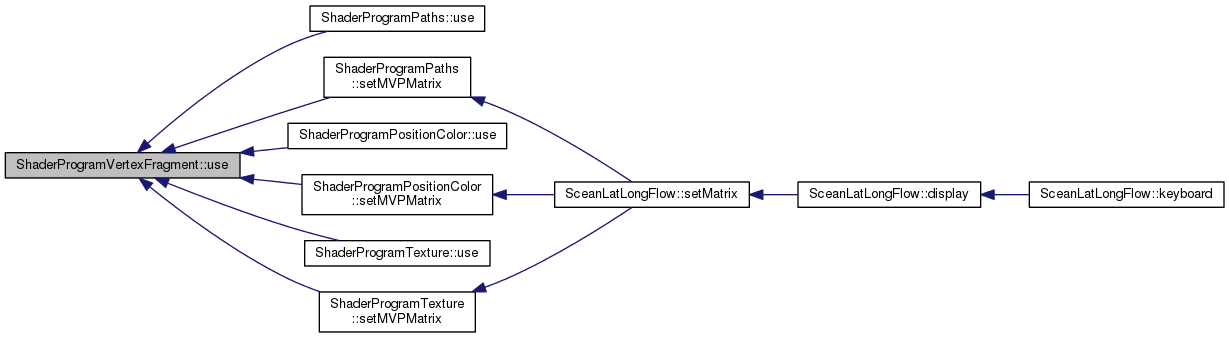 ShaderProgramPaths::use
ShaderProgramPaths
::setMVPMatrix
ShaderProgramPositionColor::use
ShaderProgramVertexFragment::use
ShaderProgramPositionColor
::setMVPMatrix
SceanLatLongFlow::setMatrix
SceanLatLongFlow::display
SceanLatLongFlow::keyboard
ShaderProgramTexture::use
ShaderProgramTexture
::setMVPMatrix